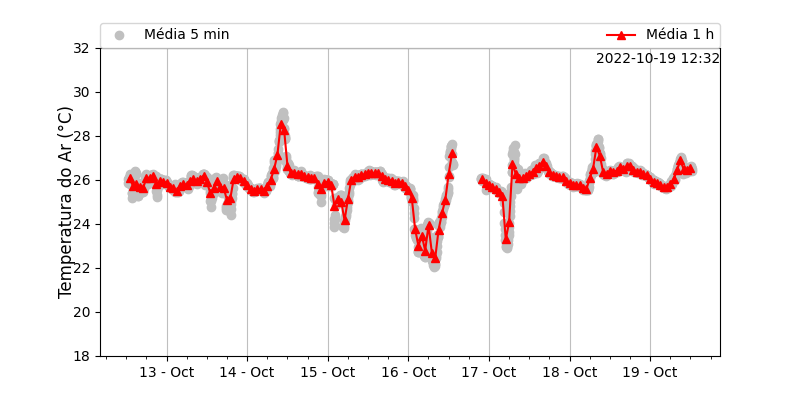 Média 5 min
Média 1 h
2022-10-19 12:32
Temperatura do Ar (°C)
32
30
28
26
24
22
20
18
13 - Oct
14 - Oct
15 - Oct
16 - Oct
17 - Oct
18 - Oct
19 - Oct